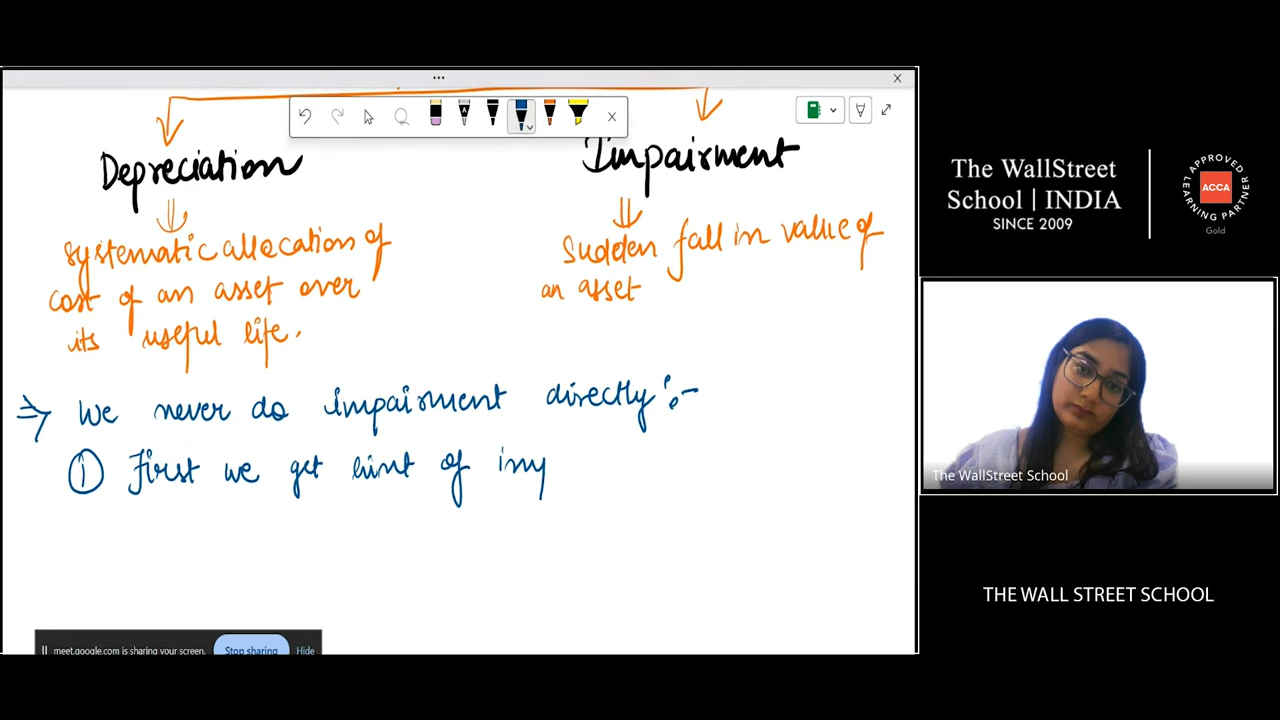 Depreciation
Impairment
Systematic allocation of
cost of an asset over
its useful life.
Sudden fall in value of
an asset
⇒ We never do impairment directly:-
① First we get hint of imp
meet.google.com is sharing your screen.
Stop sharing
Hide
The WallStreet
School | INDIA
SINCE 2009
APPROVED
LEARNING PARTNER
ACCA
Gold
The WallStreet School
THE WALL STREET SCHOOL